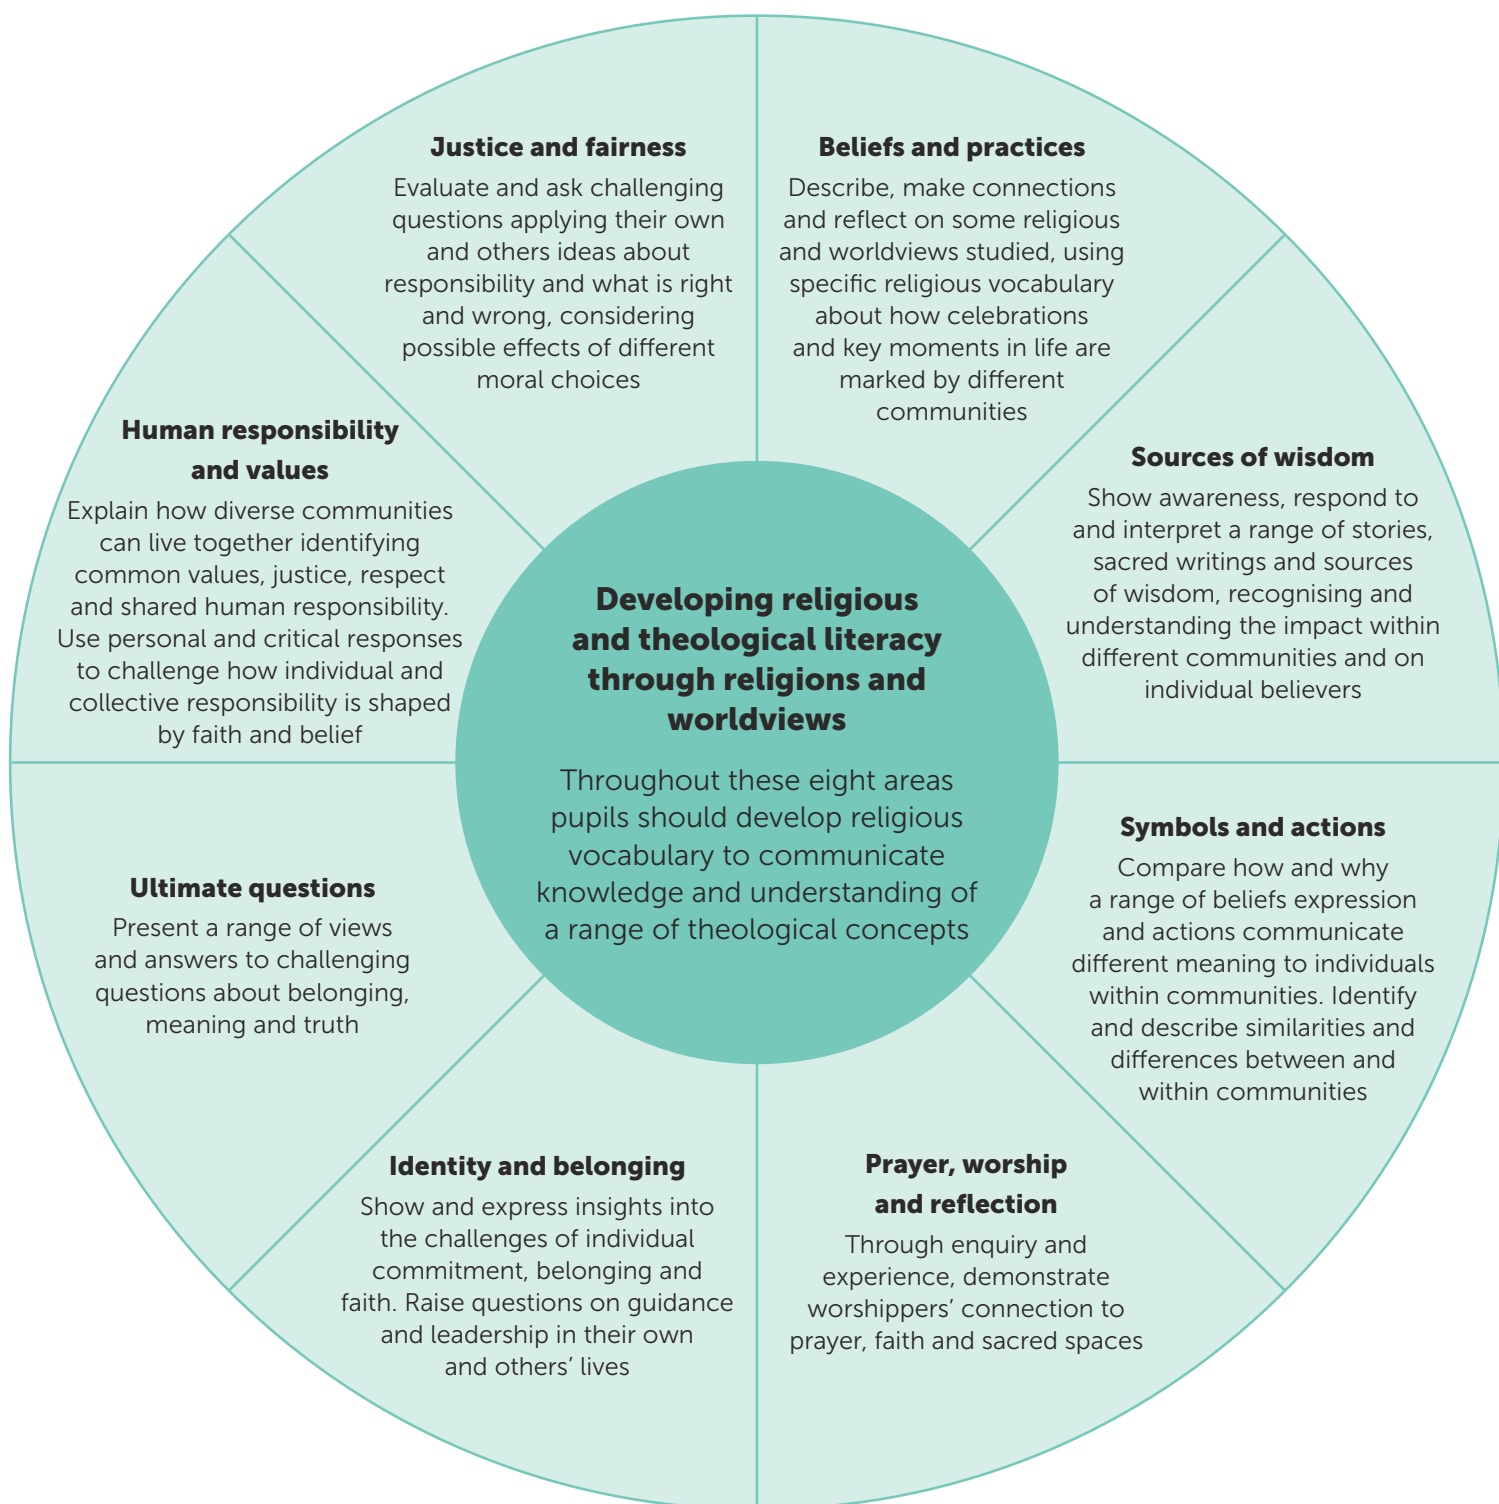 Justice and fairness
Evaluate and ask challenging
questions applying their own
and others ideas about
responsibility and what is right
and wrong, considering
possible effects of different
moral choices
Beliefs and practices
Describe, make connections
and reflect on some religious
and worldviews studied, using
specific religious vocabulary
about how celebrations
and key moments in life are
marked by different
communities
Sources of wisdom
Show awareness, respond to
and interpret a range of stories,
sacred writings and sources
of wisdom, recognising and
understanding the impact within
different communities and on
individual believers
Symbols and actions
Compare how and why
a range of beliefs expression
and actions communicate
different meaning to individuals
within communities. Identify
and describe similarities and
differences between and
within communities
Prayer, worship
and reflection
Through enquiry and
experience, demonstrate
worshippers’ connection to
prayer, faith and sacred spaces
Identity and belonging
Show and express insights into
the challenges of individual
commitment, belonging and
faith. Raise questions on guidance
and leadership in their own
and others’ lives
Ultimate questions
Present a range of views
and answers to challenging
questions about belonging,
meaning and truth
Human responsibility
and values
Explain how diverse communities
can live together identifying
common values, justice, respect
and shared human responsibility.
Use personal and critical responses
to challenge how individual and
collective responsibility is shaped
by faith and belief
Developing religious
and theological literacy
through religions and
worldviews
Throughout these eight areas
pupils should develop religious
vocabulary to communicate
knowledge and understanding of
a range of theological concepts